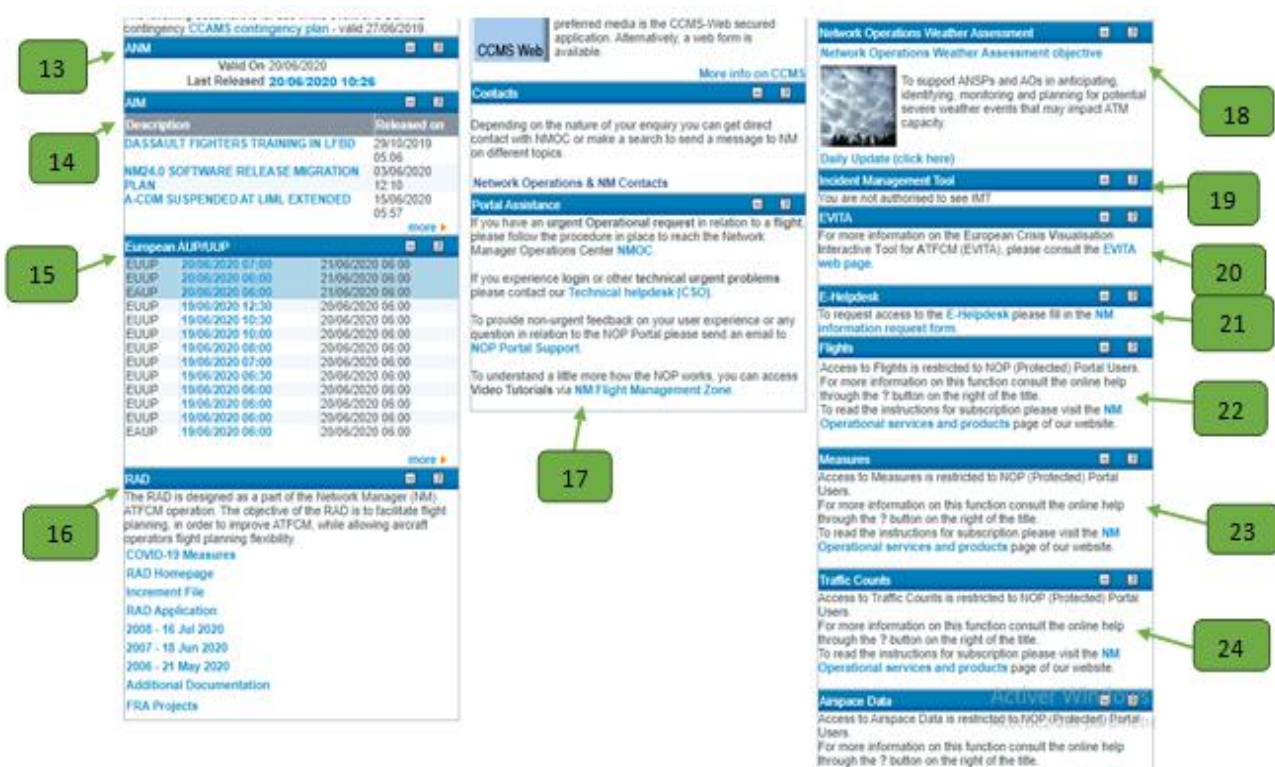 contingency CCAMS contingency plan - valid 27/06/2019.
13
ANM
Valid On 20/06/2020
Last Released 20/06/2020 10:26
AIM
Description Released on
14
DASSAULT FIGHTERS TRAINING IN LFBD 29/10/2019
05:06
NM24.0 SOFTWARE RELEASE MIGRATION 03/06/2020
PLAN 12:10
A-COM SUSPENDED AT LIML EXTENDED 15/06/2020
05:57
more
15
European AUP/UUP
EUUP 20/06/2020 07:00 21/06/2020 06:00
EUUP 20/06/2020 06:00 21/06/2020 06:00
EAUP 20/06/2020 06:00 21/06/2020 06:00
EUUP 19/06/2020 12:30 20/06/2020 06:00
EUUP 19/06/2020 10:30 20/06/2020 06:00
EUUP 19/06/2020 10:00 20/06/2020 06:00
EUUP 19/06/2020 08:00 20/06/2020 06:00
EUUP 19/06/2020 07:00 20/06/2020 06:00
EUUP 19/06/2020 06:30 20/06/2020 06:00
EUUP 19/06/2020 06:00 20/06/2020 06:00
EUUP 19/06/2020 06:00 20/06/2020 06:00
EUUP 19/06/2020 06:00 20/06/2020 06:00
EAUP 19/06/2020 06:00 20/06/2020 06:00
more
16
RAD
The RAD is designed as a part of the Network Manager (NM)
ATFCM operation. The objective of the RAD is to facilitate flight
planning, in order to improve ATFCM, while allowing aircraft
operators flight planning flexibility.
COVID-19 Measures
RAD Homepage
Increment File
RAD Application
2008 - 16 Jul 2020
2007 - 18 Jun 2020
2006 - 21 May 2020
Additional Documentation
FRA Projects
CCMS Web
preferred media is the CCMS-Web secured
application. Alternatively, a web form is
available.
More info on CCMS
Contacts
Depending on the nature of your enquiry you can get direct
contact with NMOC or make a search to send a message to NM
on different topics.
Network Operations & NM Contacts
Portal Assistance
If you have an urgent Operational request in relation to a flight,
please follow the procedure in place to reach the Network
Manager Operations Center NMOC.
If you experience login or other technical urgent problems
please contact our Technical helpdesk (CSO).
To provide non-urgent feedback on your user experience or any
question in relation to the NOP Portal please send an email to
NOP Portal Support.
To understand a little more how the NOP works, you can access
Video Tutorials via NM Flight Management Zone.
17
Network Operations Weather Assessment
Network Operations Weather Assessment objective
To support ANSPs and AOs in anticipating,
identifying, monitoring and planning for potential
severe weather events that may impact ATM
capacity.
Daily Update (click here)
18
Incident Management Tool
You are not authorised to see IMT
19
EVITA
For more information on the European Crisis Visualisation
Interactive Tool for ATFCM (EVITA), please consult the EVITA
web page.
20
E-Helpdesk
To request access to the E-Helpdesk please fill in the NM
information request form.
21
Flights
Access to Flights is restricted to NOP (Protected) Portal Users.
For more information on this function consult the online help
through the ? button on the right of the title.
To read the instructions for subscription please visit the NM
Operational services and products page of our website.
22
Measures
Access to Measures is restricted to NOP (Protected) Portal
Users.
For more information on this function consult the online help
through the ? button on the right of the title.
To read the instructions for subscription please visit the NM
Operational services and products page of our website.
23
Traffic Counts
Access to Traffic Counts is restricted to NOP (Protected) Portal
Users.
For more information on this function consult the online help
through the ? button on the right of the title.
To read the instructions for subscription please visit the NM
Operational services and products page of our website.
24
Airspace Data
Access to Airspace Data is restricted to NOP (Protected) Portal
Users.
For more information on this function consult the online help
through the ? button on the right of the title.
Activer Windows